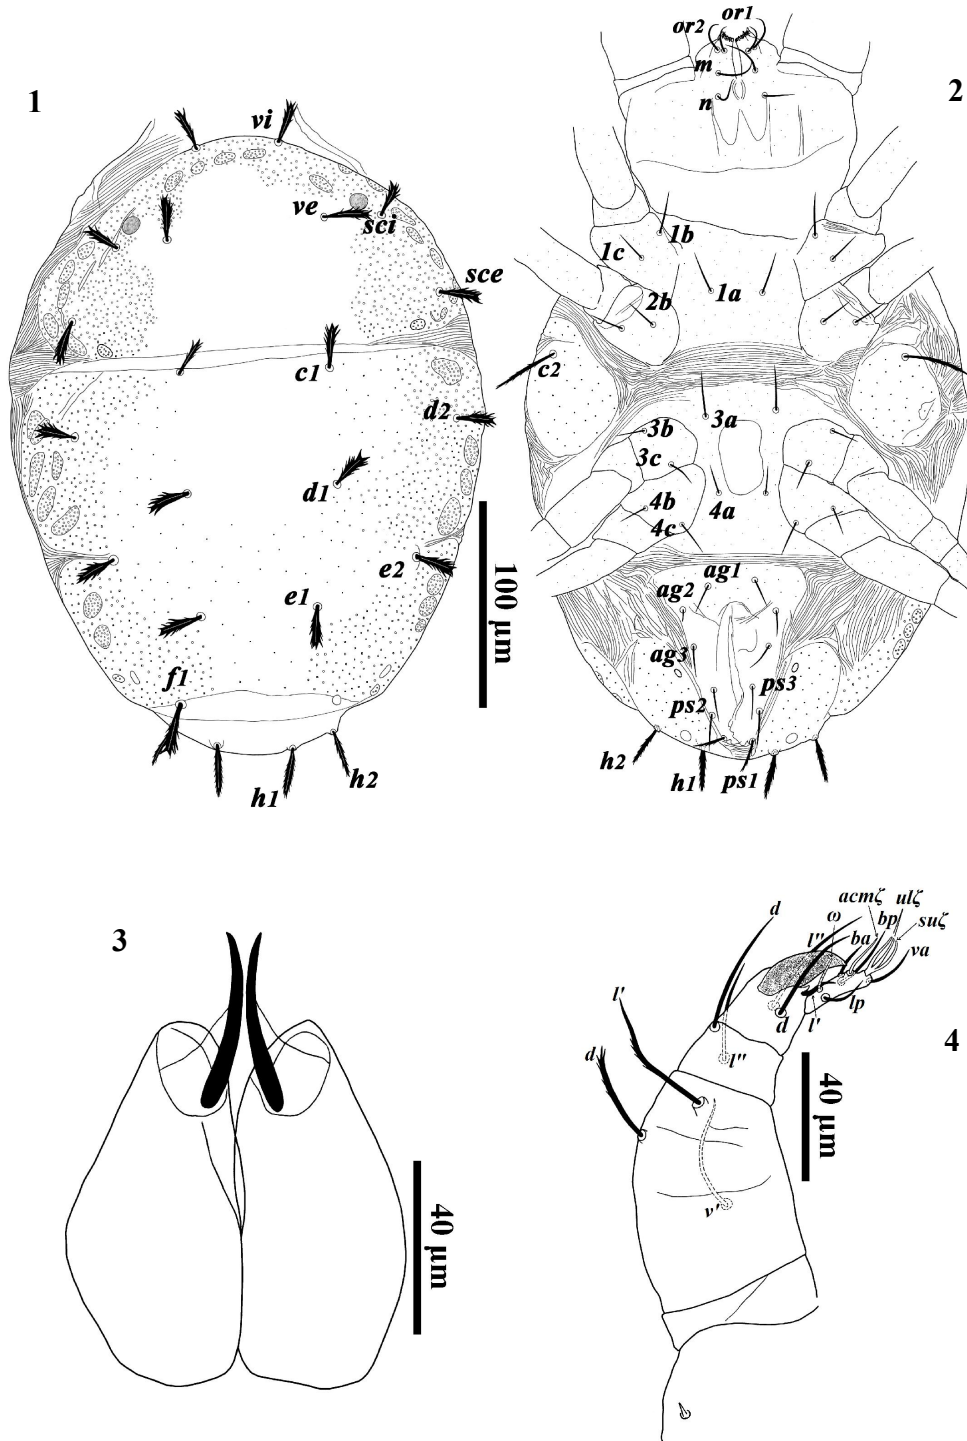 1
vi
ve
sci
sce
c1
d2
d1
e2
e1
f1
h1
h2
100 µm
2
or1
or2
m
n
1b
1c
1a
2b
c2
3a
3b
3c
4b
4a
4c
ag1
ag2
ag3
ps3
ps2
h2
h1
ps1
3
40 µm
4
acmζ
ulζ
d
ω
bp
suζ
l''
ba
va
l'
lp
d
l'
d
l''
v'
40 µm